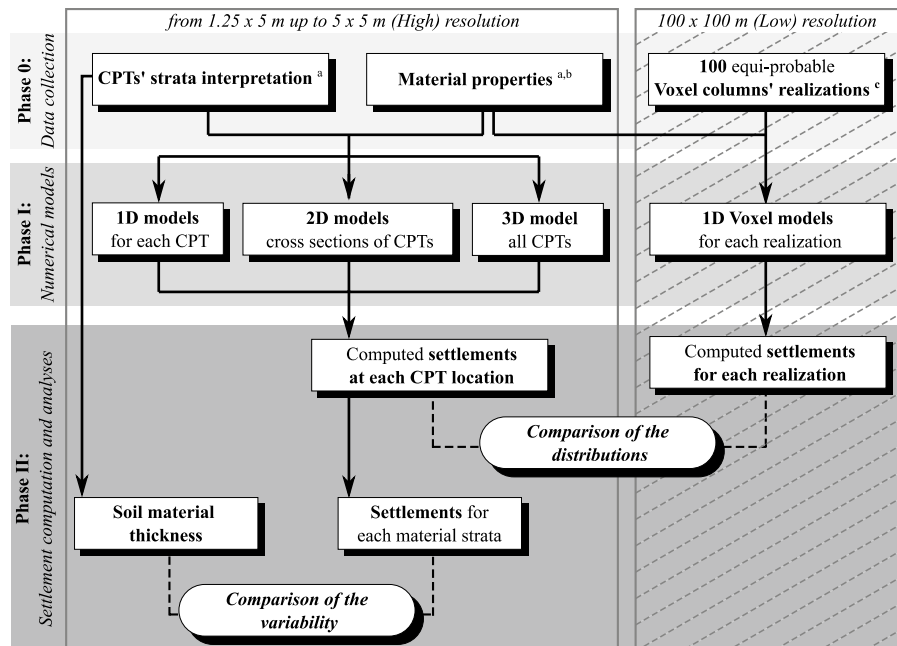 from 1.25 x 5 m up to 5 x 5 m (High) resolution
100 x 100 m (Low) resolution
Phase 0:
Data collection
CPTs' strata interpretation a
Material properties a,b
100 equi-probable
Voxel columns' realizations c
Phase I:
Numerical models
1D models
for each CPT
2D models
cross sections of CPTs
3D model
all CPTs
1D Voxel models
for each realization
Phase II:
Settlement computation and analyses
Computed settlements
at each CPT location
Computed settlements
for each realization
Comparison of the
distributions
Soil material
thickness
Settlements for
each material strata
Comparison of the
variability